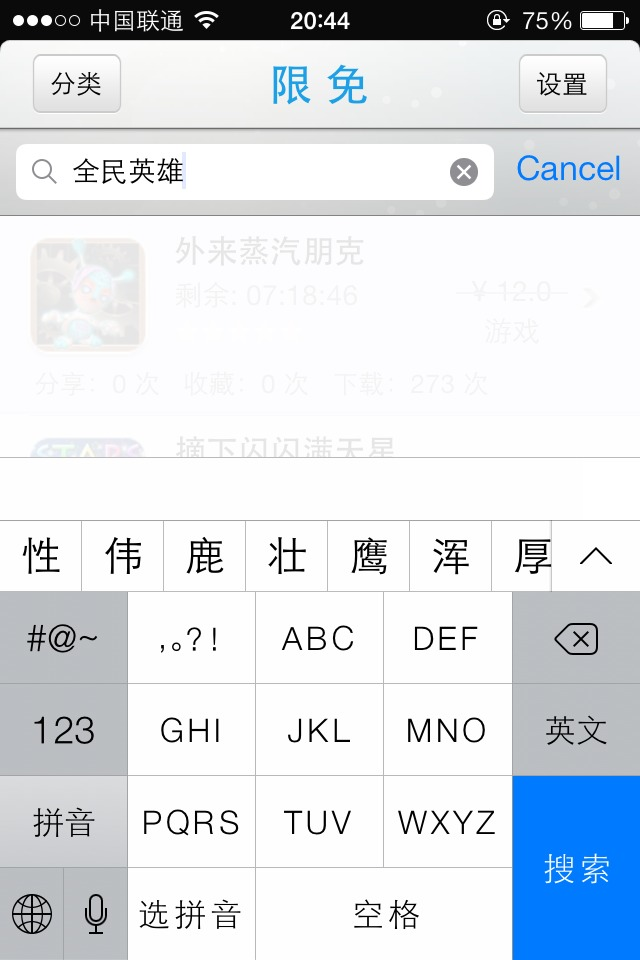 中国联通 20:44 75%
分类 限免 设置
全民英雄 Cancel
外来蒸汽朋克
剩余: 07:18:46 ¥ 12.0
游戏
分享: 0 次 收藏: 0 次 下载: 273 次
STARS 摘下闪闪满天星
性 伟 鹿 壮 鹰 浑 厚
#@~ ,。?! ABC DEF
123 GHI JKL MNO 英文
拼音 PQRS TUV WXYZ
搜索
选拼音 空格